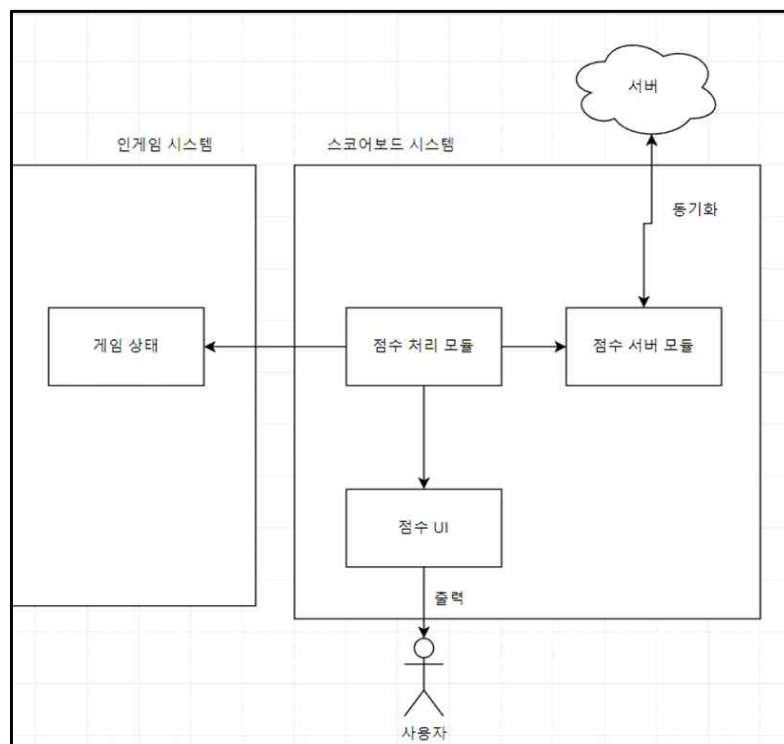 서버
인게임 시스템
스코어보드 시스템
동기화
게임 상태
점수 처리 모듈
점수 서버 모듈
점수 UI
출력
사용자